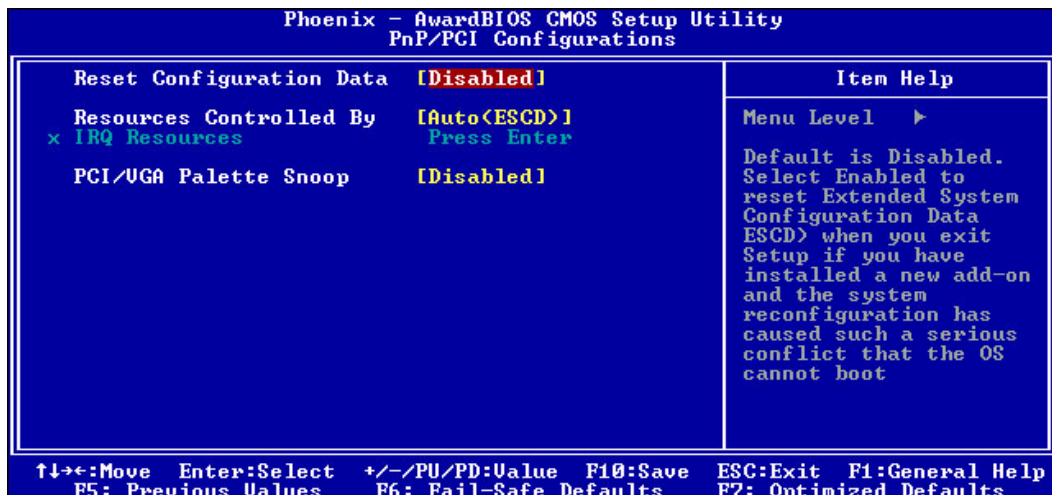 Phoenix - AwardBIOS CMOS Setup Utility
PnP/PCI Configurations
Reset Configuration Data [Disabled]
Resources Controlled By [Auto(ESCD)]
x IRQ Resources Press Enter
PCI/VGA Palette Snoop [Disabled]
Item Help
Menu Level ▶
Default is Disabled.
Select Enabled to
reset Extended System
Configuration Data
ESCD) when you exit
Setup if you have
installed a new add-on
and the system
reconfiguration has
caused such a serious
conflict that the OS
cannot boot
↑↓→←:Move Enter:Select +/-/PU/PD:Value F10:Save ESC:Exit F1:General Help
F5: Previous Values F6: Fail-Safe Defaults F7: Optimized Defaults